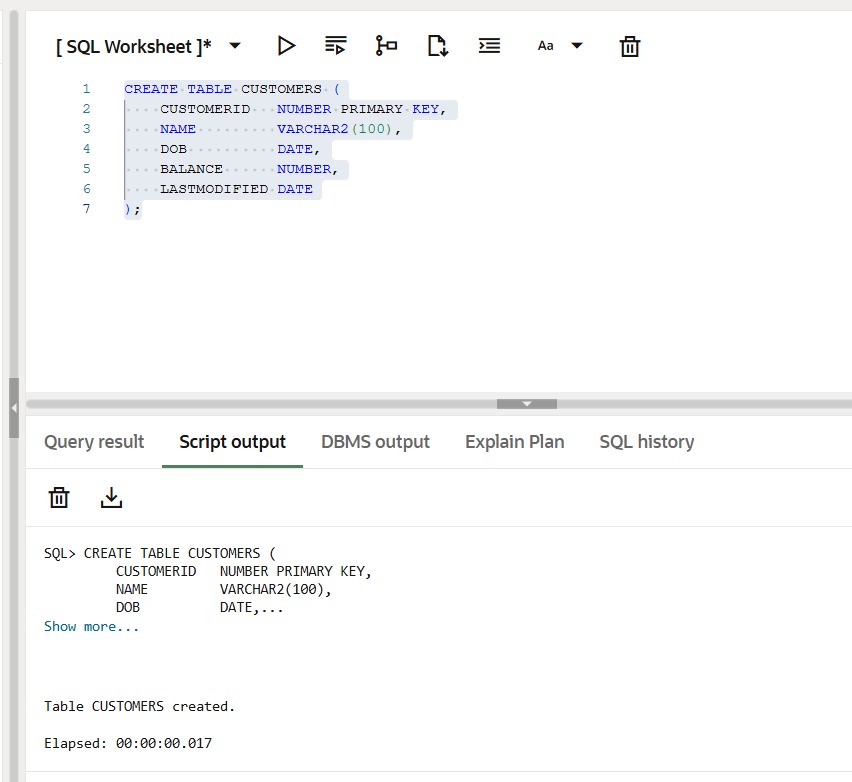 [ SQL Worksheet ]* Aa
1 CREATE TABLE CUSTOMERS (
2     CUSTOMERID   NUMBER PRIMARY KEY,
3     NAME         VARCHAR2(100),
4     DOB          DATE,
5     BALANCE      NUMBER,
6     LASTMODIFIED DATE
7 );
Query result Script output DBMS output Explain Plan SQL history
SQL> CREATE TABLE CUSTOMERS (
         CUSTOMERID   NUMBER PRIMARY KEY,
         NAME         VARCHAR2(100),
         DOB          DATE,...
Show more...
Table CUSTOMERS created.
Elapsed: 00:00:00.017